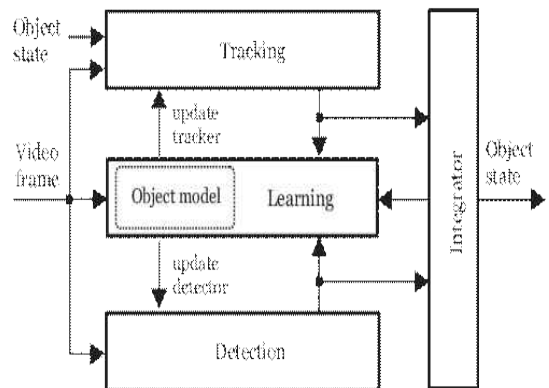 Object
state
Tracking
update
tracker
Video
frame
Object model
Learning
Integrator
Object
state
update
detector
Detection